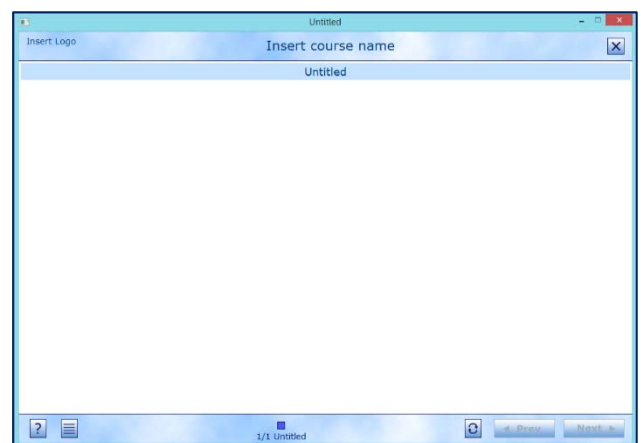 Untitled
Insert Logo
Insert course name
Untitled
?
1/1 Untitled
Prev
Next